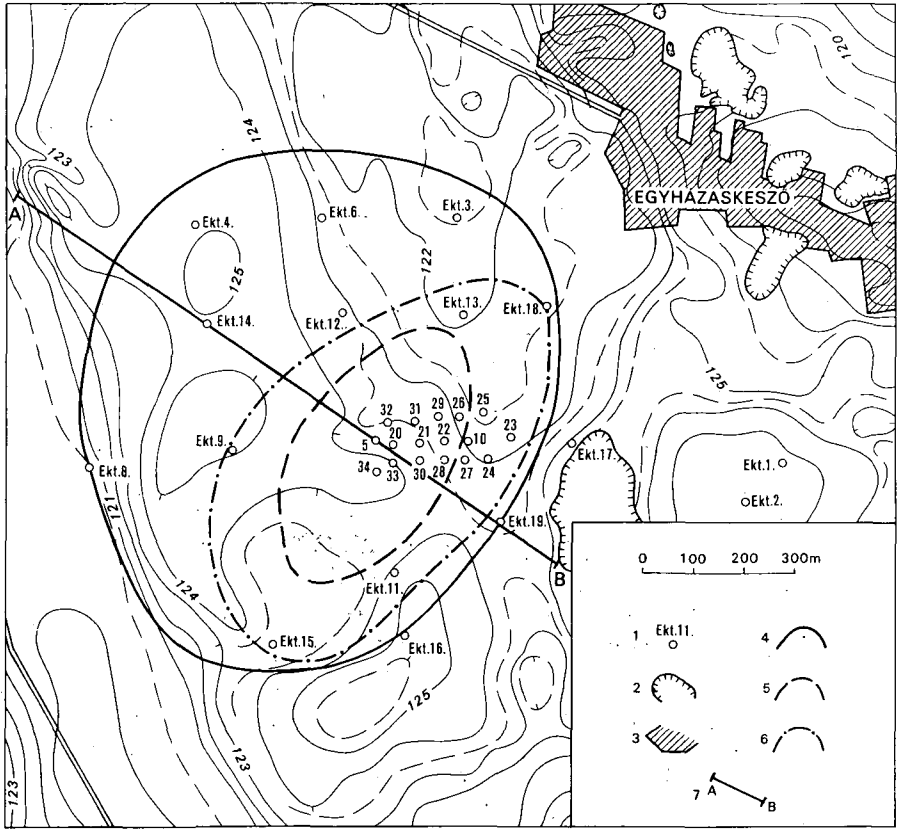 120
124
123
A
EGYHÁZASKESZŐ
Ekt.4.
Ekt.6.
Ekt.3.
122
125
Ekt.14.
Ekt.12.
Ekt.13.
Ekt.18.
125
32
31
29
26
25
5
20
21
22
10
23
Ekt.9.
34
33
30
28
27
24
Ekt.17.
Ekt.8.
Ekt.1.
Ekt.2.
121
Ekt.19.
B
124
Ekt.11.
Ekt.15.
Ekt.16.
125
123
123
0 100 200 300m
1 Ekt.11. 4
2 5
3 6
7 A B